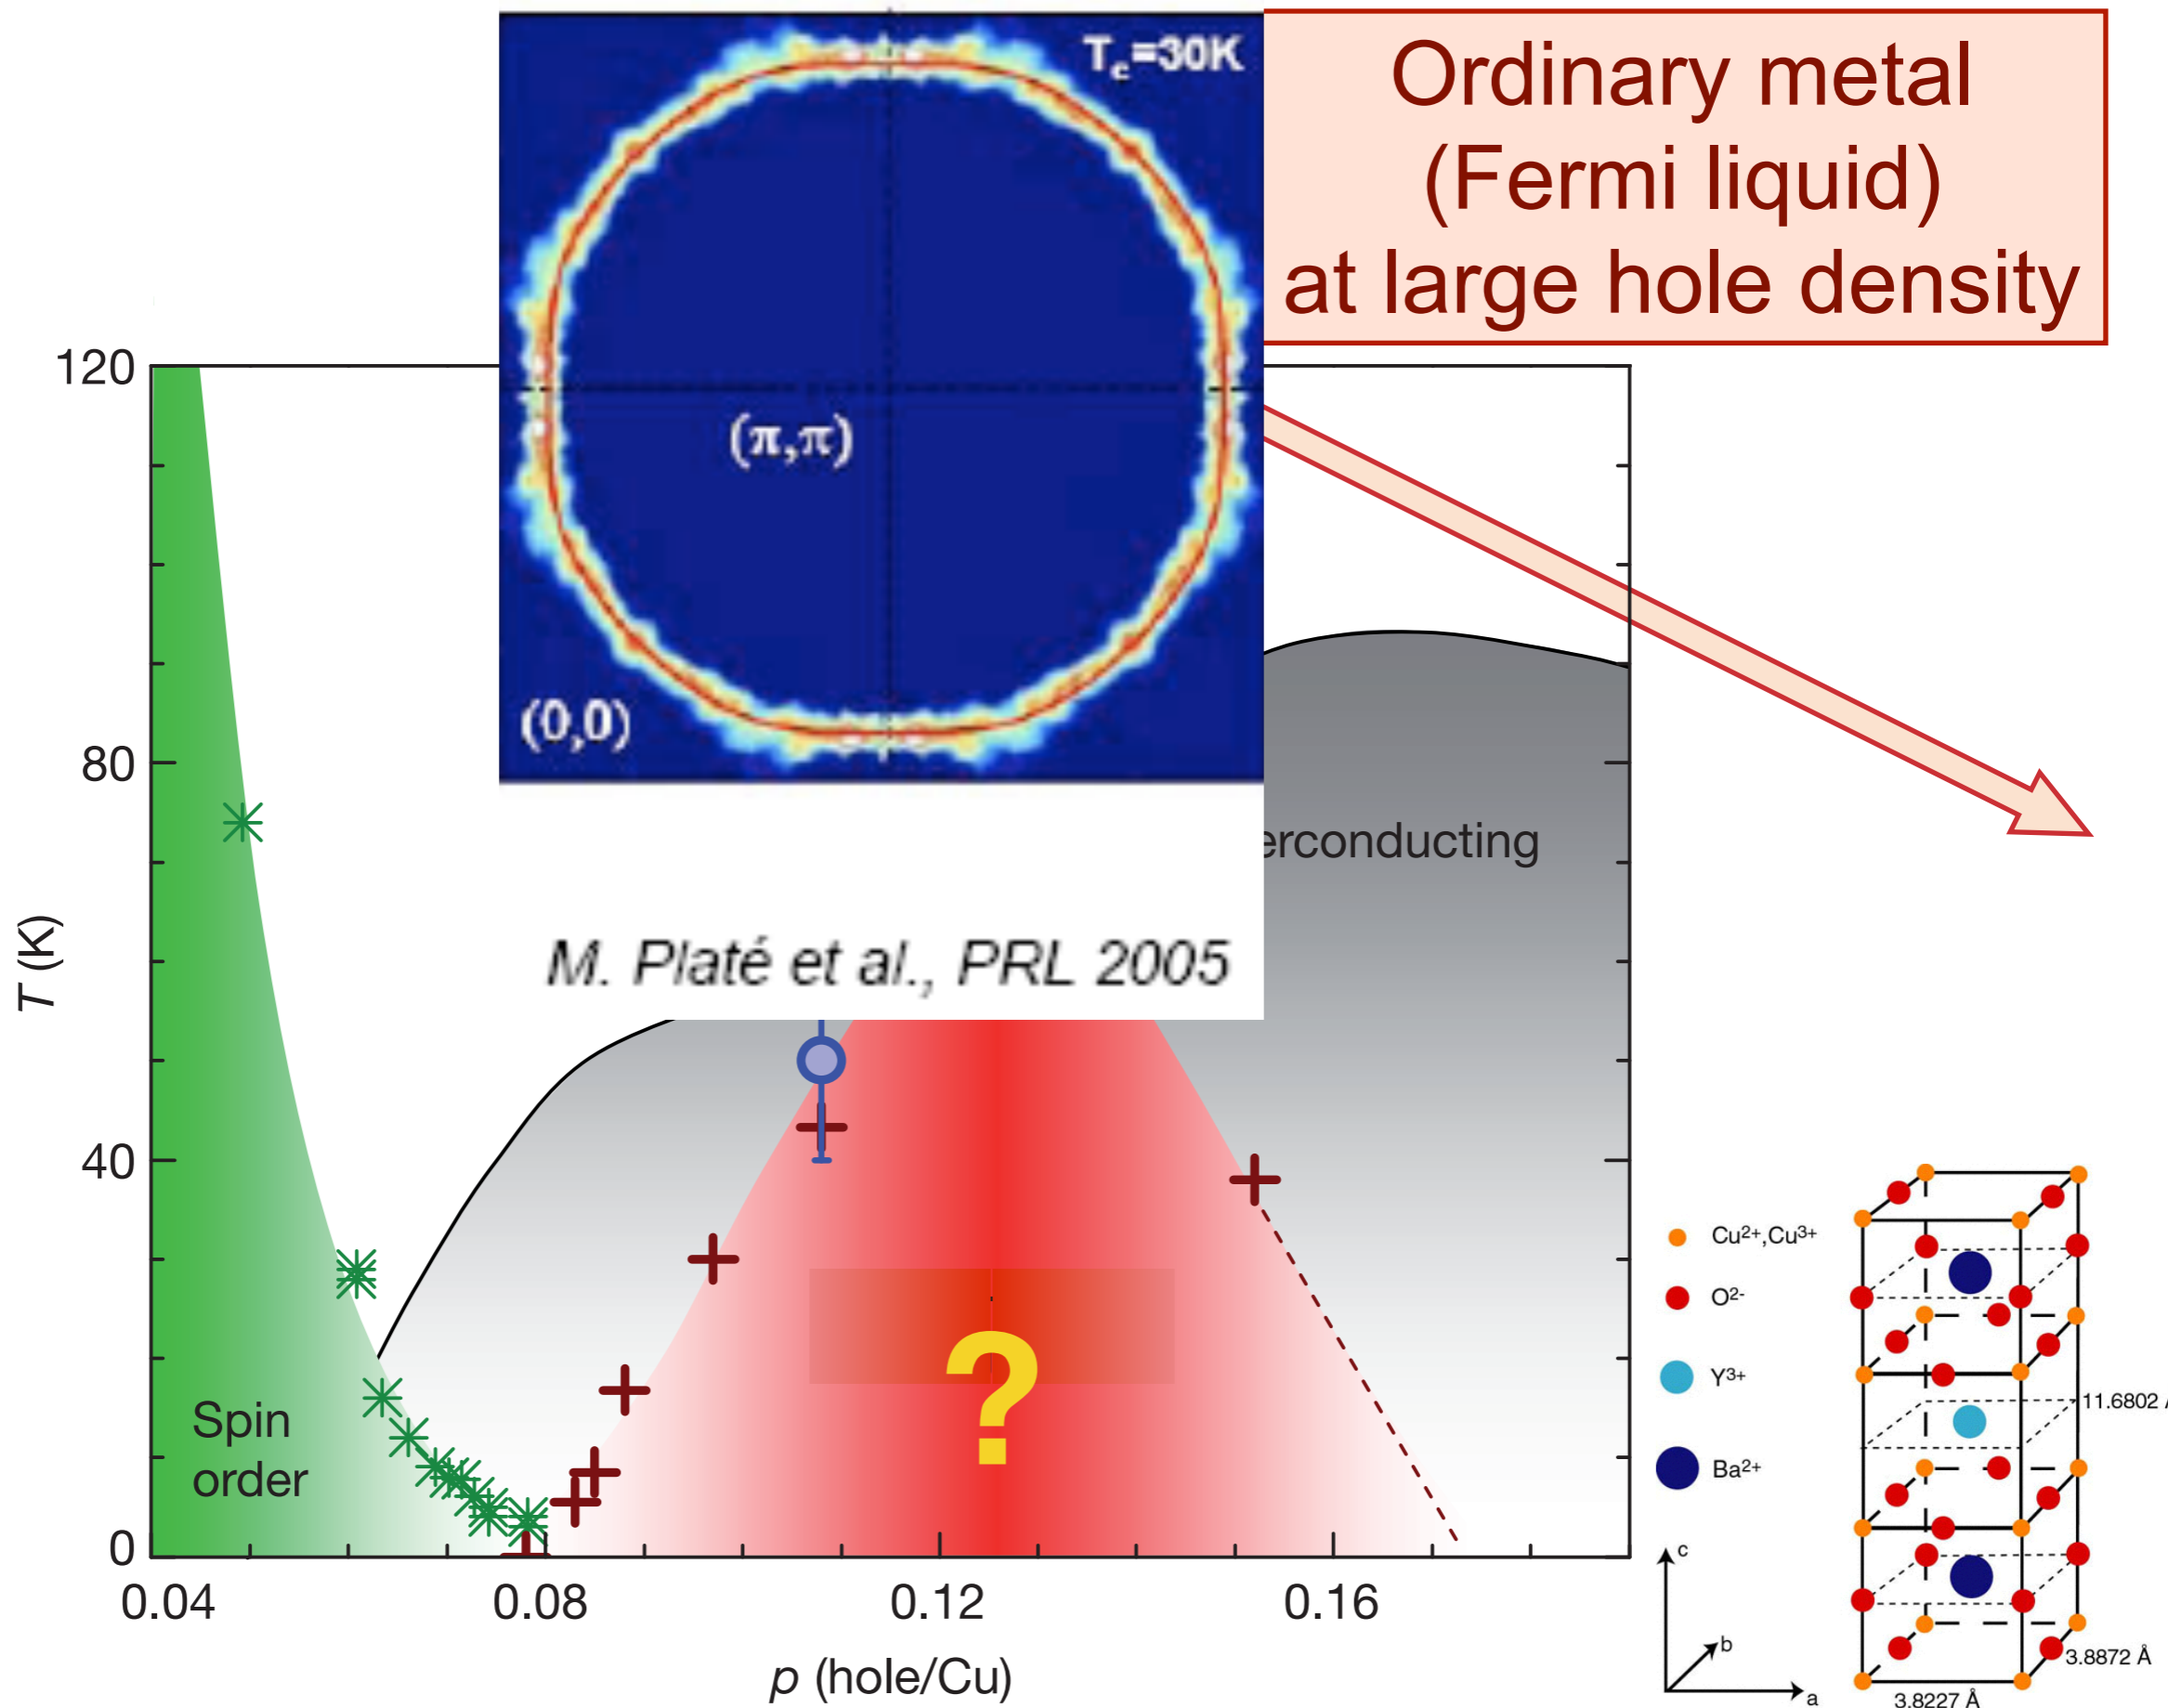 T_c=30K
(π,π)
(0,0)
Ordinary metal
(Fermi liquid)
at large hole density
M. Platé et al., PRL 2005
erconducting
120
80
40
0
T (K)
Spin
order
?
0.04
0.08
0.12
0.16
p (hole/Cu)
Cu²⁺,Cu³⁺
O²⁻
Y³⁺
Ba²⁺
11.6802
3.8872 Å
3.8227 Å
c
b
a